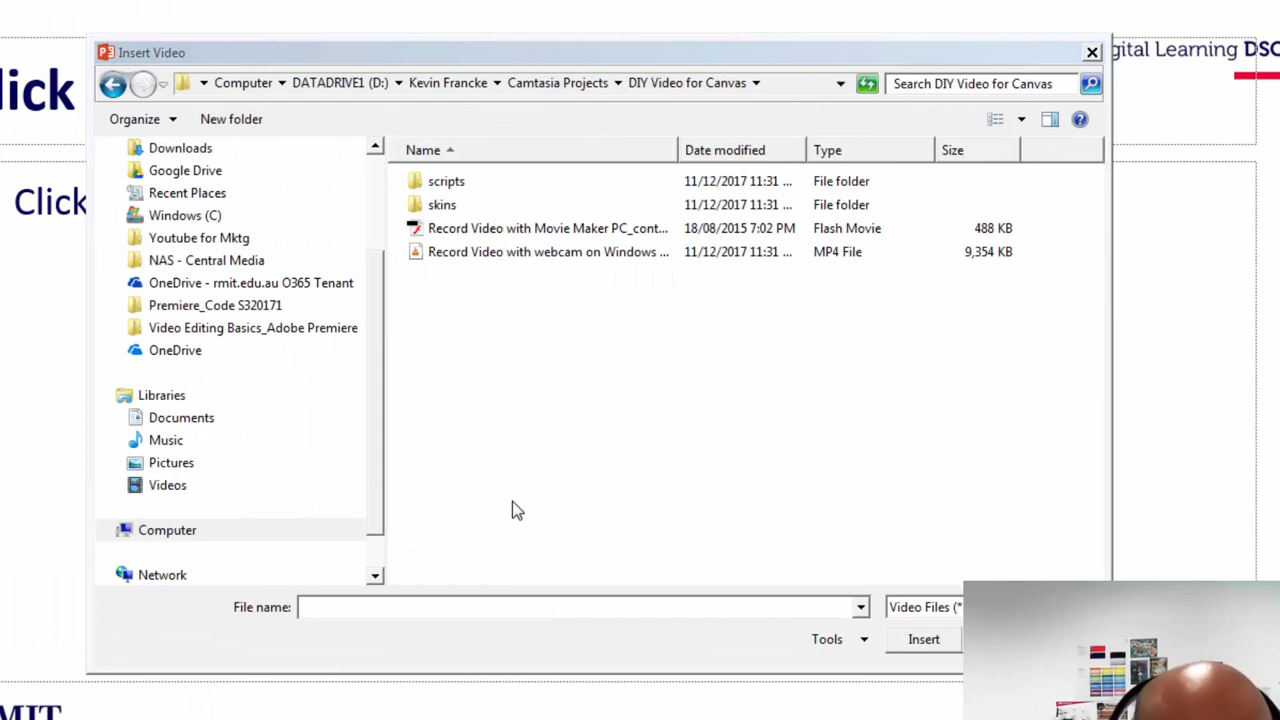 Insert Video
gital Learning DSC
lick
Computer DATADRIVE1 (D:) Kevin Francke Camtasia Projects DIY Video for Canvas
Search DIY Video for Canvas
Organize New folder
Name Date modified Type Size
Downloads
Google Drive
Recent Places
Windows (C)
Youtube for Mktg
NAS - Central Media
OneDrive - rmit.edu.au O365 Tenant
Premiere_Code S320171
Video Editing Basics_Adobe Premiere
OneDrive
Libraries
Documents
Music
Pictures
Videos
Computer
Network
scripts 11/12/2017 11:31 ... File folder
skins 11/12/2017 11:31 ... File folder
Record Video with Movie Maker PC_cont... 18/08/2015 7:02 PM Flash Movie 488 KB
Record Video with webcam on Windows ... 11/12/2017 11:31 ... MP4 File 9,354 KB
Click
File name:
Video Files (*
Tools Insert
MIT